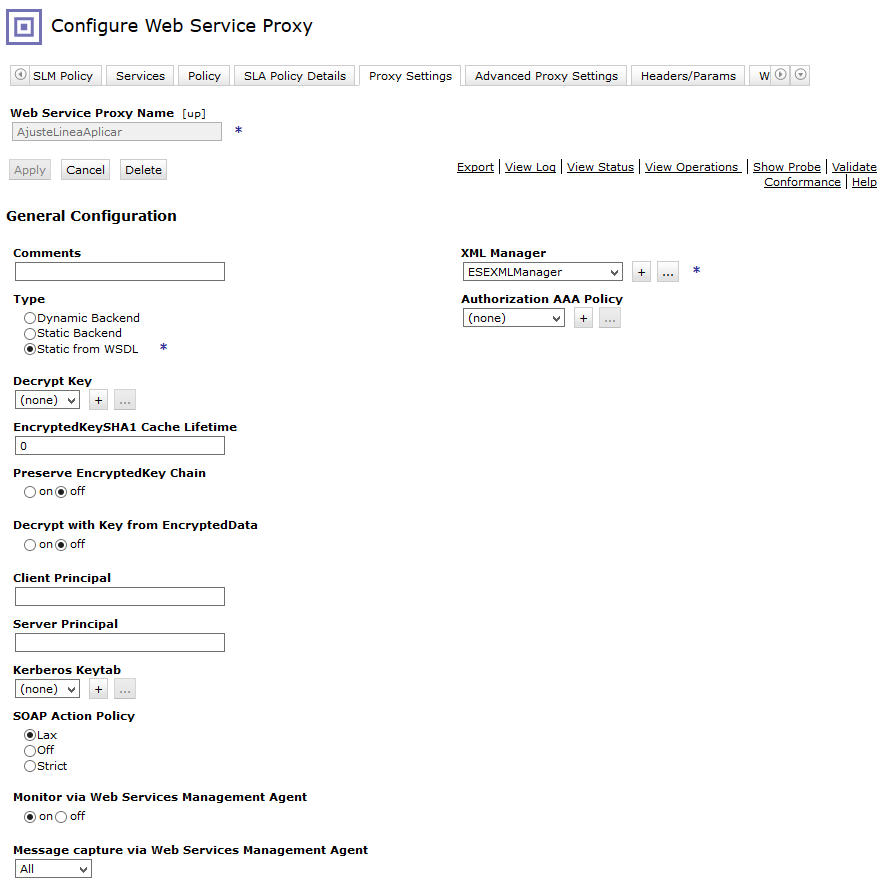 Configure Web Service Proxy
SLM Policy Services Policy SLA Policy Details Proxy Settings Advanced Proxy Settings Headers/Params W
Web Service Proxy Name [up]
AjusteLineaAplicar *
Apply Cancel Delete
Export View Log View Status View Operations Show Probe Validate
Conformance Help
General Configuration
Comments
XML Manager
ESEXMLManager + ... *
Type
Dynamic Backend
Static Backend
Static from WSDL *
Authorization AAA Policy
(none) + ...
Decrypt Key
(none) + ...
EncryptedKeySHA1 Cache Lifetime
0
Preserve EncryptedKey Chain
on off
Decrypt with Key from EncryptedData
on off
Client Principal
Server Principal
Kerberos Keytab
(none) + ...
SOAP Action Policy
Lax
Off
Strict
Monitor via Web Services Management Agent
on off
Message capture via Web Services Management Agent
All